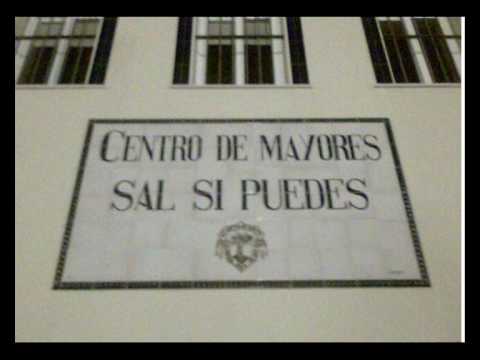 CENTRO DE MAYORES
SAL SI PUEDES